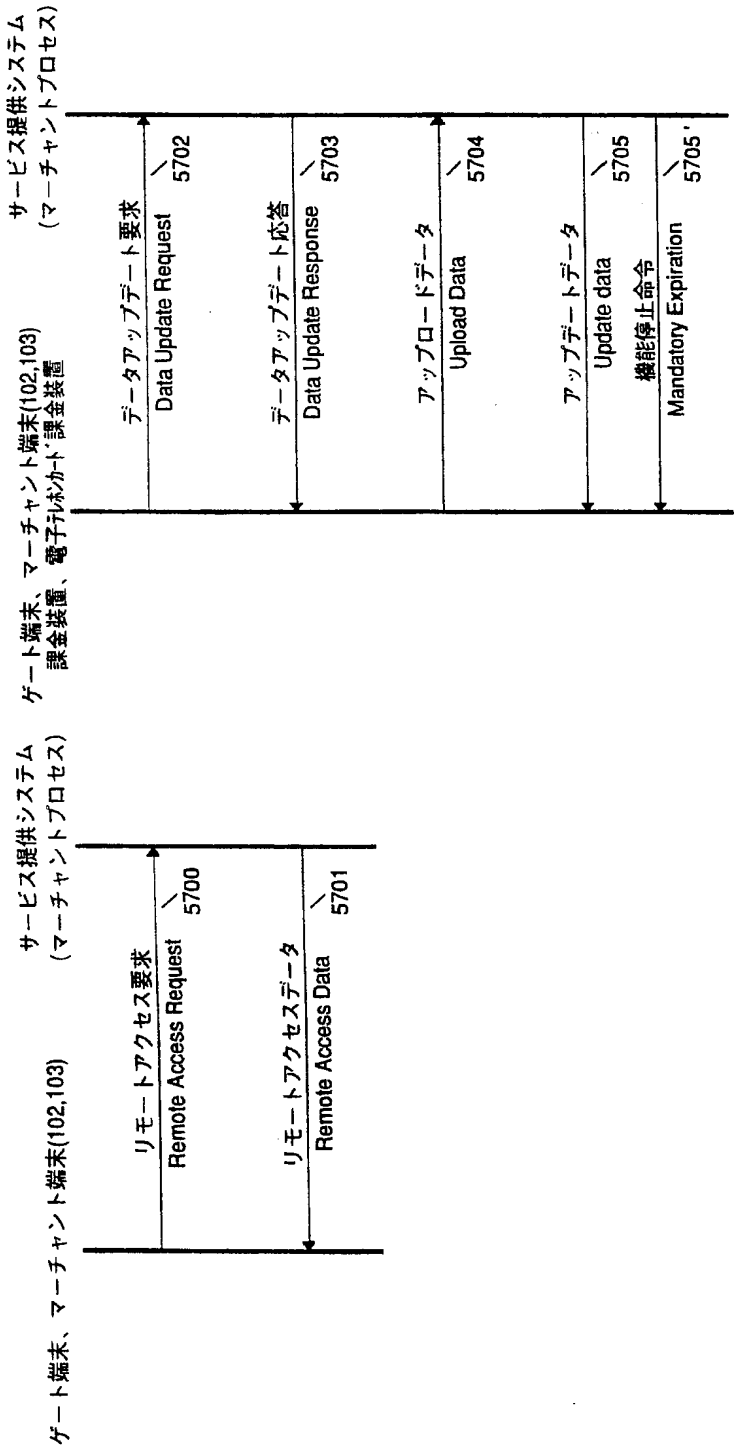 ゲート端末、マーチャント端末(102,103)
サービス提供システム
(マーチャントプロセス)
リモートアクセス要求
Remote Access Request
5700
リモートアクセスデータ
Remote Access Data
5701
ゲート端末、マーチャント端末(102,103)
課金装置、電子テレホンカード課金装置
サービス提供システム
(マーチャントプロセス)
データアップデート要求
Data Update Request
5702
データアップデート応答
Data Update Response
5703
アップロードデータ
Upload Data
5704
アップデートデータ
Update data
5705
機能停止命令
Mandatory Expiration
5705'